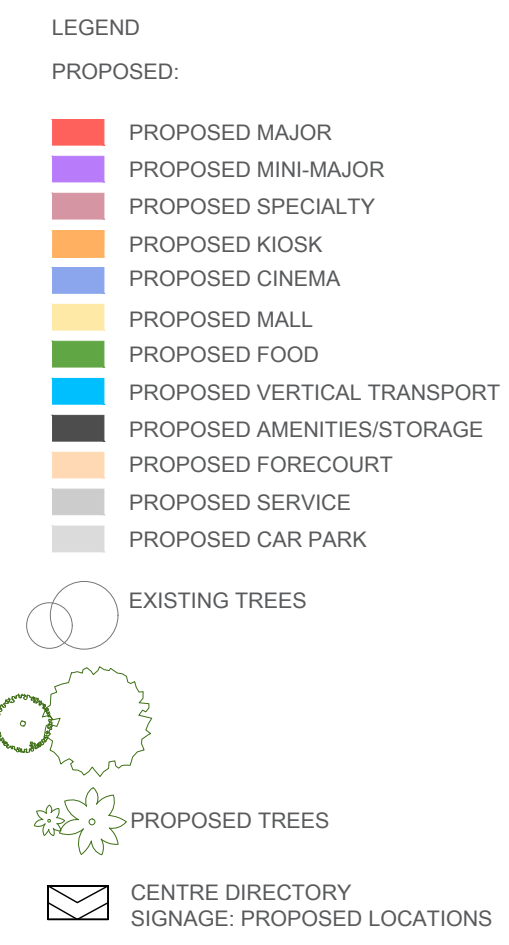 LEGEND
PROPOSED:
PROPOSED MAJOR
PROPOSED MINI-MAJOR
PROPOSED SPECIALTY
PROPOSED KIOSK
PROPOSED CINEMA
PROPOSED MALL
PROPOSED FOOD
PROPOSED VERTICAL TRANSPORT
PROPOSED AMENITIES/STORAGE
PROPOSED FORECOURT
PROPOSED SERVICE
PROPOSED CAR PARK
EXISTING TREES
PROPOSED TREES
CENTRE DIRECTORY
SIGNAGE: PROPOSED LOCATIONS